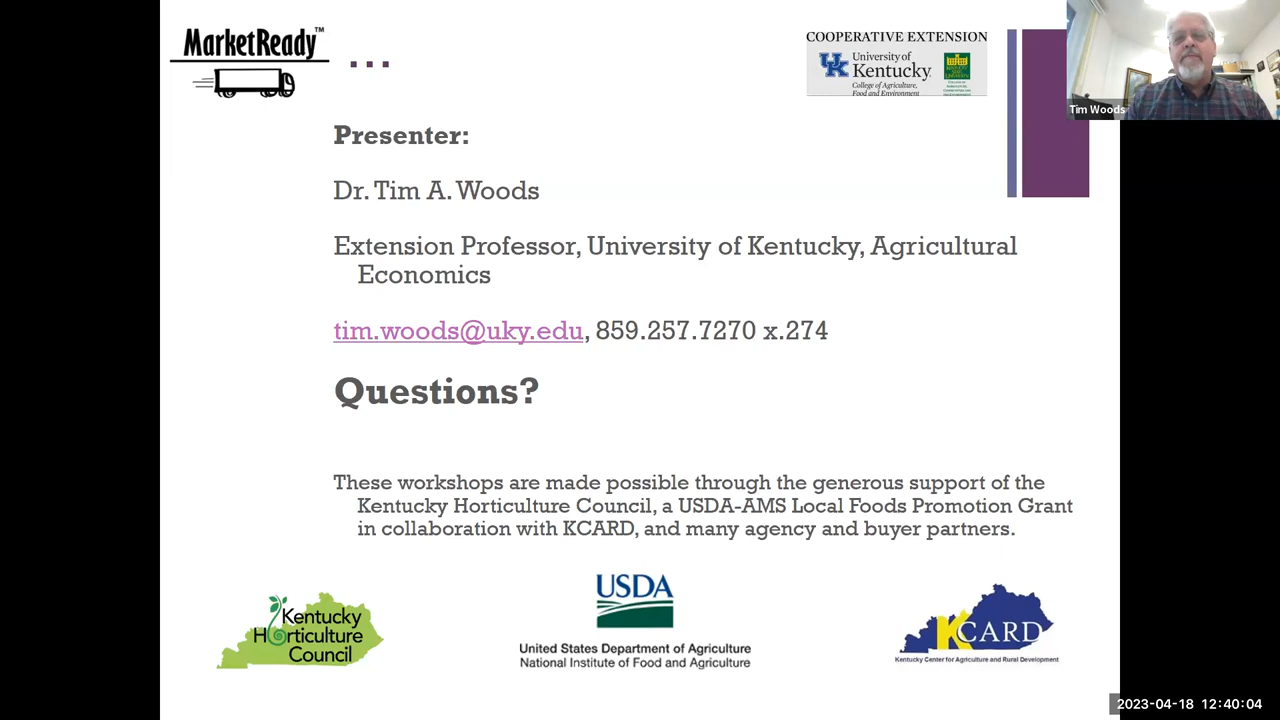 MarketReady™
...
COOPERATIVE EXTENSION
University of
Kentucky
College of Agriculture,
Food and Environment
Tim Woods
Presenter:
Dr. Tim A. Woods
Extension Professor, University of Kentucky, Agricultural
Economics
tim.woods@uky.edu, 859.257.7270 x.274
Questions?
These workshops are made possible through the generous support of the
Kentucky Horticulture Council, a USDA-AMS Local Foods Promotion Grant
in collaboration with KCARD, and many agency and buyer partners.
Kentucky
Horticulture
Council
USDA
United States Department of Agriculture
National Institute of Food and Agriculture
KCARD
Kentucky Center for Agriculture and Rural Development
2023-04-18 12:40:04